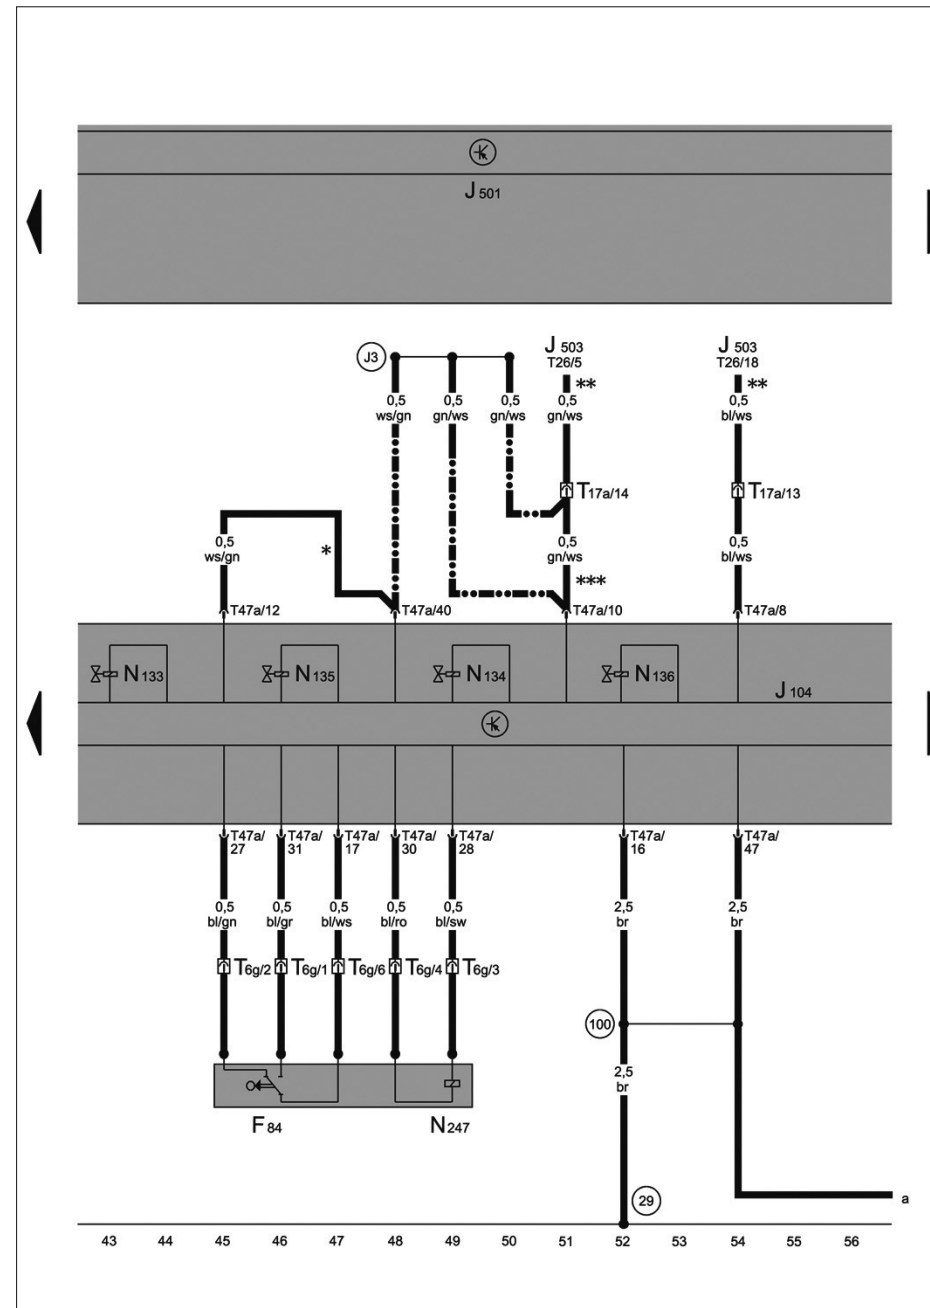 J 501
J3
J 503
T26/5
**
J 503
T26/18
**
0,5
ws/gn
0,5
gn/ws
0,5
gn/ws
0,5
gn/ws
0,5
bl/ws
T17a/14
T17a/13
0,5
ws/gn
*
0,5
gn/ws
***
0,5
bl/ws
T47a/12
T47a/40
T47a/10
T47a/8
N133
N135
N134
N136
J 104
T47a/
27
T47a/
31
T47a/
17
T47a/
30
T47a/
28
T47a/
16
T47a/
47
0,5
bl/gn
0,5
bl/gr
0,5
bl/ws
0,5
bl/ro
0,5
bl/sw
2,5
br
2,5
br
T6g/2
T6g/1
T6g/6
T6g/4
T6g/3
100
2,5
br
F 84
N247
29
a
43 44 45 46 47 48 49 50 51 52 53 54 55 56